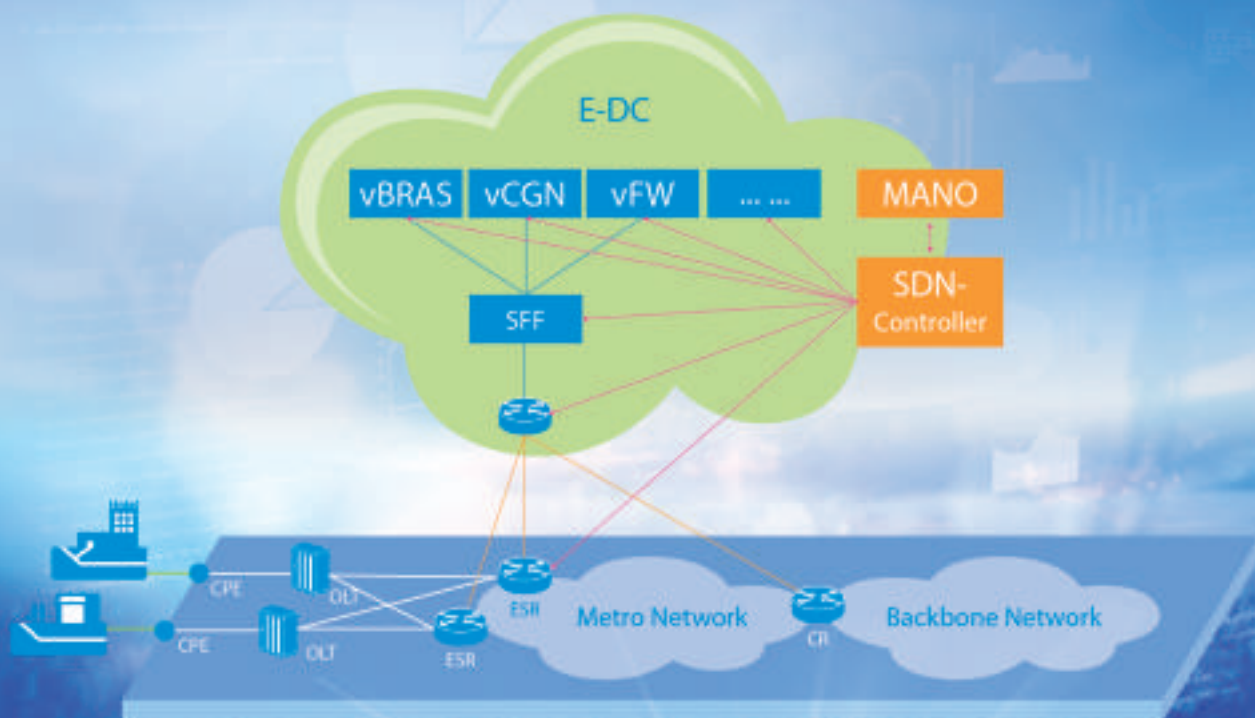 E-DC
vBRAS
vCGN
vFW
... ...
MANO
SDN-
Controller
SFF
CPE
OLT
ESR
Metro Network
CR
Backbone Network
CPE
OLT
ESR